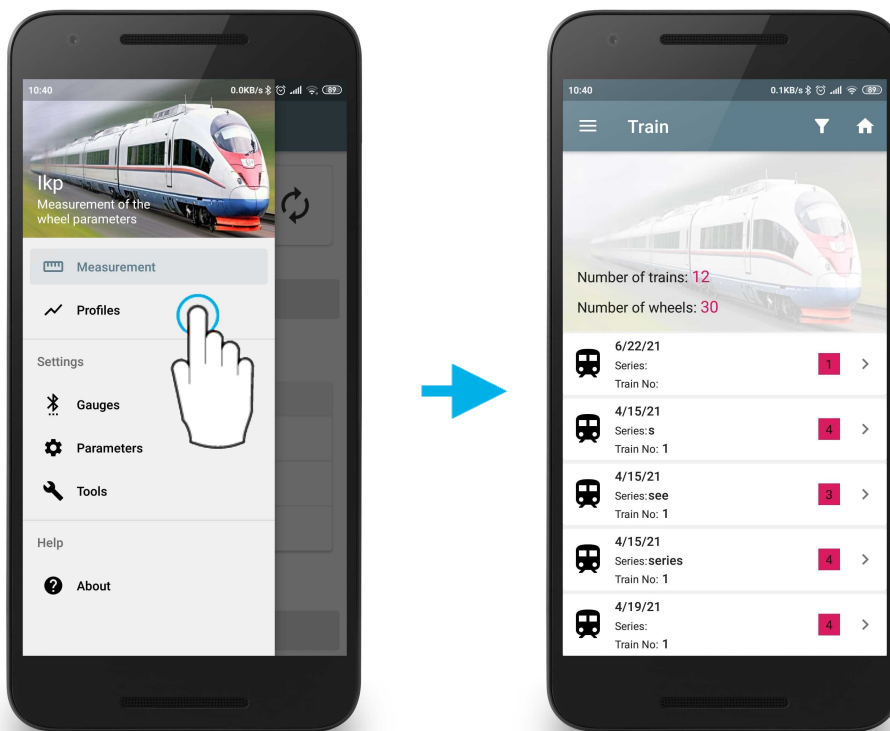 10:40
0.0KB/s
89
Ikp
Measurement of the
wheel parameters
Measurement
Profiles
Settings
Gauges
Parameters
Tools
Help
About
10:40
0.1KB/s
89
Train
Number of trains: 12
Number of wheels: 30
6/22/21
Series:
1
Train No:
4/15/21
Series:s
4
Train No: 1
4/15/21
Series:see
3
Train No: 1
4/15/21
Series:series
4
Train No: 1
4/19/21
Series:
4
Train No: 1